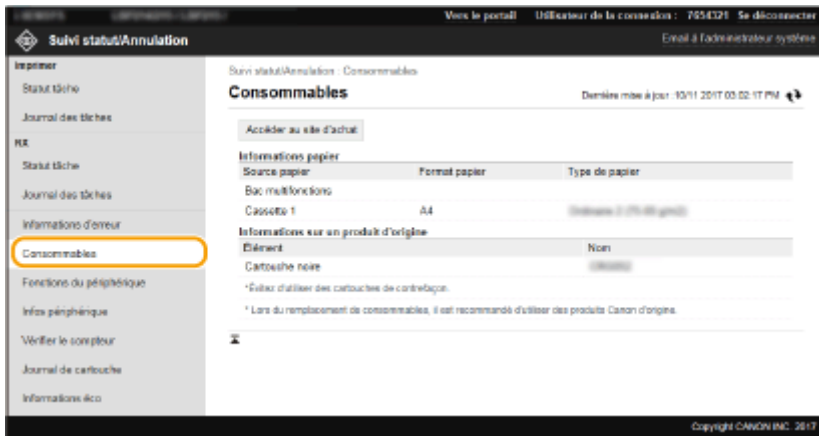 Vers le portail Utilisateur de la connexion : 7654321 Se déconnecter
Suivi statut/Annulation Email à l'administrateur système
Imprimer
Statut tâche
Journal des tâches
RX
Statut tâche
Journal des tâches
Informations d'erreur
Consommables
Fonctions du périphérique
Infos périphérique
Vérifier le compteur
Journal de cartouche
Informations éco
Suivi statut/Annulation : Consommables
Consommables Dernière mise à jour :10/11 2017 03:02:17 PM
Accéder au site d'achat
Informations papier
Source papier Format papier Type de papier
Bac multifonctions
Cassette 1 A4
Informations sur un produit d'origine
Élément Nom
Cartouche noire
*Évitez d'utiliser des cartouches de contrefaçon.
* Lors du remplacement de consommables, il est recommandé d'utiliser des produits Canon d'origine.
Copyright CANON INC. 2017